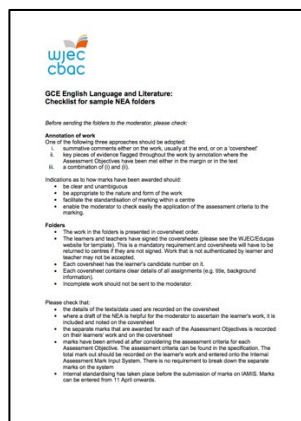 wjec
cbac
GCE English Language and Literature:
Checklist for sample NEA folders
Before sending the folders to the moderator, please check:
Annotation of work
One of the following three approaches should be adopted:
i. summative comments either on the work, usually at the end, or on a 'coversheet'
ii. key pieces of evidence flagged throughout the work by annotation where the
Assessment Objectives have been met either in the margin or in the text
iii. a combination of (i) and (ii).
Indications as to how marks have been awarded should:
• be clear and unambiguous
• be appropriate to the nature and form of the work
• facilitate the standardisation of marking within a centre
• enable the moderator to check easily the application of the assessment criteria to the
marking.
Folders
• The work in the folders is presented in coversheet order.
• The learners and teachers have signed the coversheets (please see the WJEC/Eduqas
website for template). This is a mandatory requirement and coversheets will have to be
returned to centres if they are not signed. Work that is not authenticated by learner and
teacher may not be accepted.
• Each coversheet has the learner's candidate number on it.
• Each coversheet contains clear details of all assignments (e.g. title, background
information).
• Incomplete work should not be sent to the moderator.
Please check that:
• the details of the texts/data used are recorded on the coversheet
• where a draft of the NEA is helpful for the moderator to ascertain the learner's work, it is
included and noted on the coversheet
• the separate marks that are awarded for each of the Assessment Objectives is recorded
on their learners' work and on the coversheet
• marks have been arrived at after considering the assessment criteria for each
Assessment Objective. The assessment criteria can be found in the specification. The
total mark out should be recorded on the learner's work and entered onto the Internal
Assessment Mark Input System. There is no requirement to break down the separate
marks on the system
• internal standardising has taken place before the submission of marks on IAMIS. Marks
can be entered from 11 April onwards.